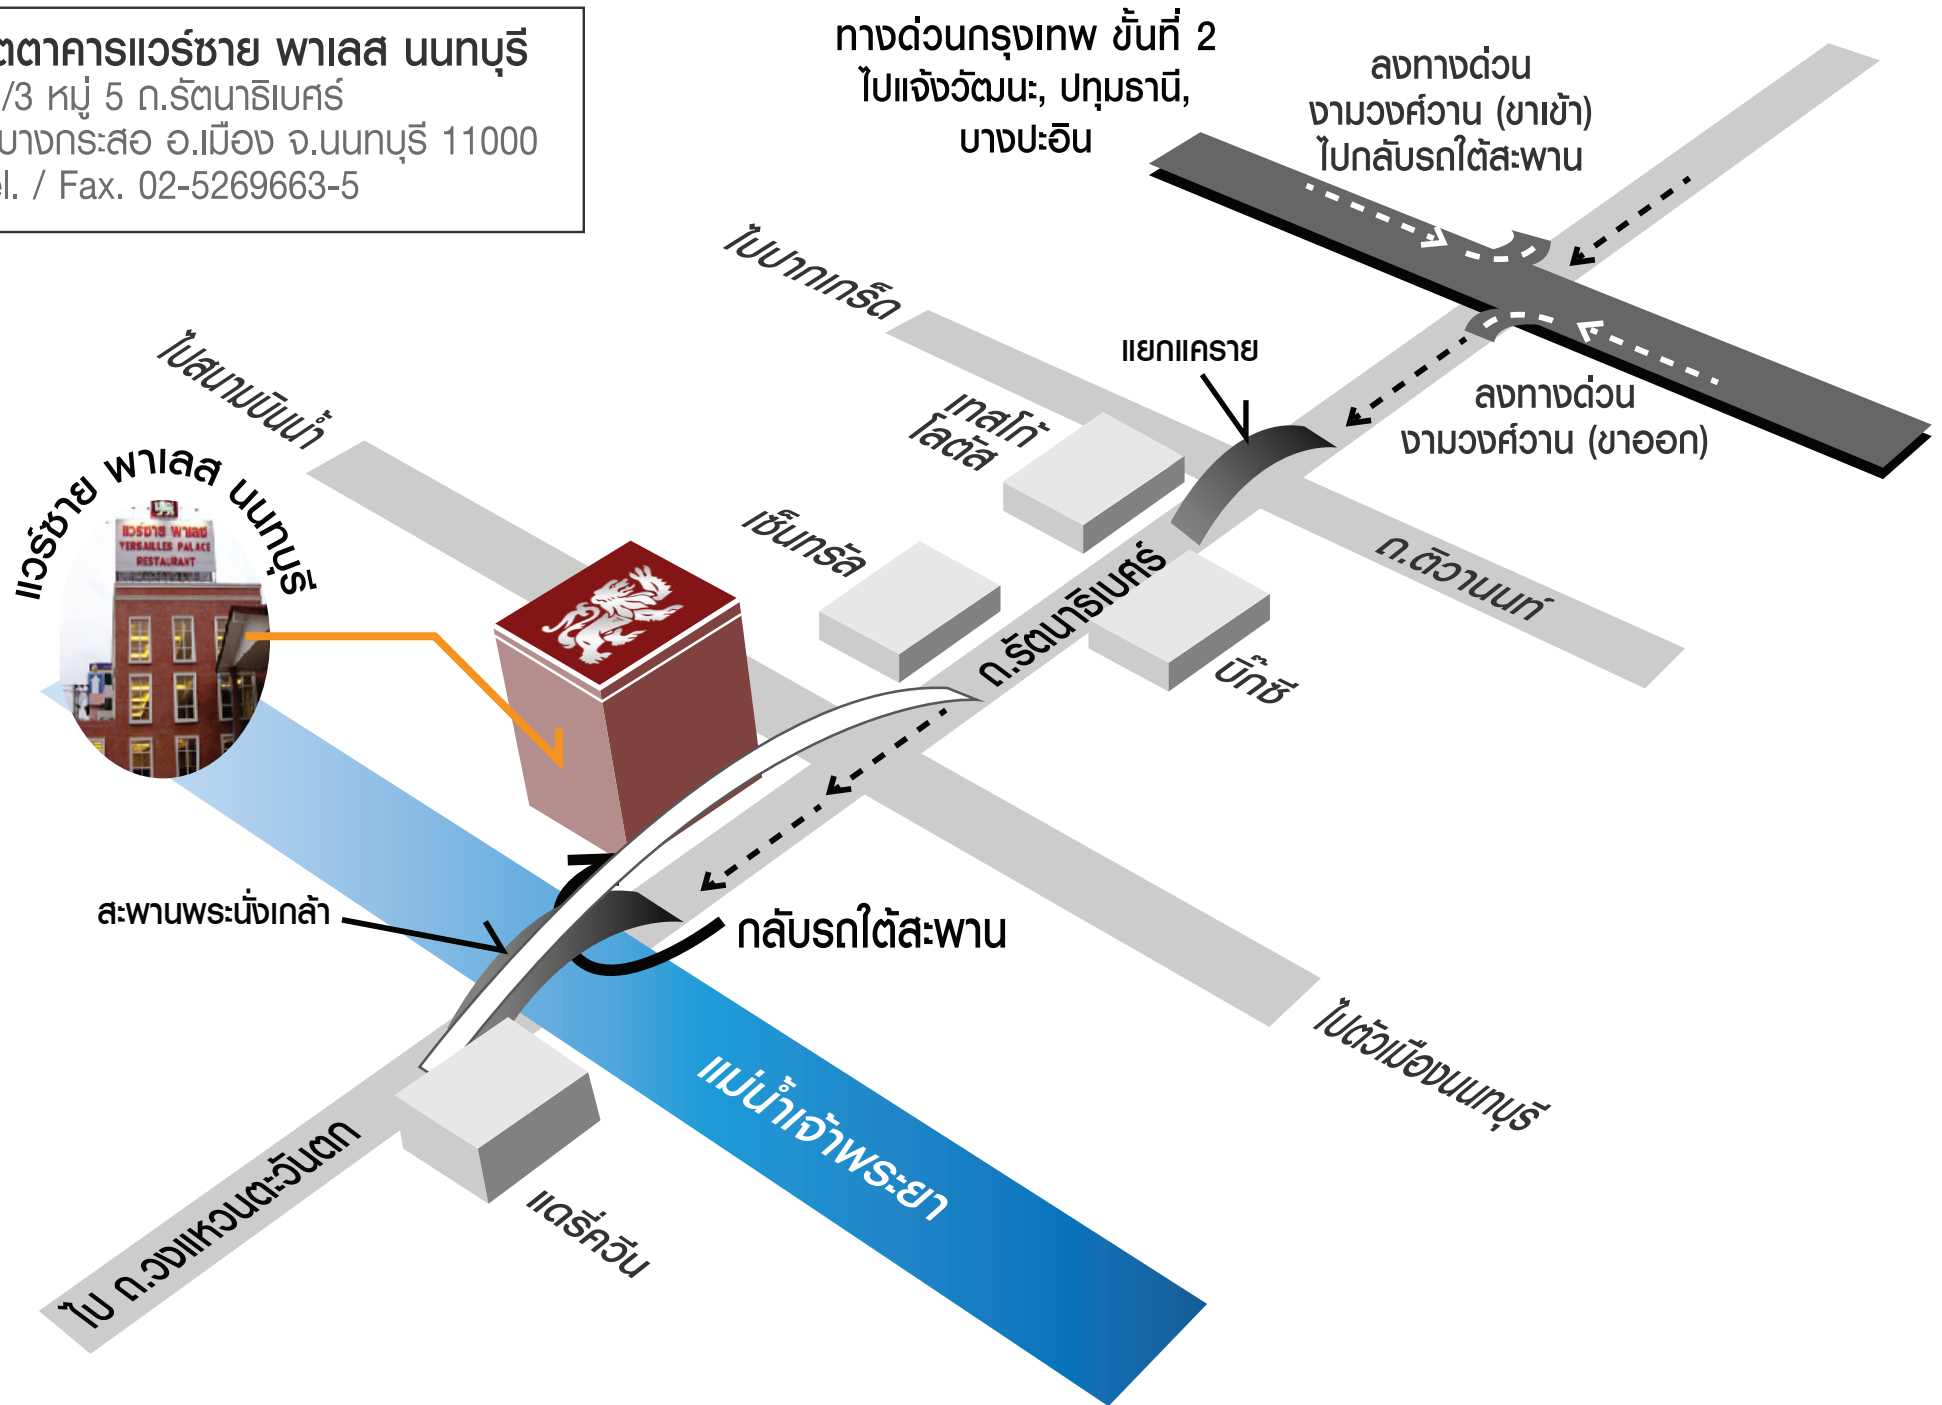 ตตาคารแวร์ซาย พาเลส นนทบุรี
/3 หมู่ 5 ถ.รัตนาธิเบศร์
บางกระสอ อ.เมือง จ.นนทบุรี 11000
el. / Fax. 02-5269663-5
ทางด่วนกรุงเทพ ขั้นที่ 2
ไปแจ้งวัฒนะ, ปทุมธานี,
บางปะอิน
ลงทางด่วน
งามวงศ์วาน (ขาเข้า)
ไปกลับรถใต้สะพาน
ไปปากเกร็ด
แยกแคราย
ลงทางด่วน
งามวงศ์วาน (ขาออก)
ไปสนามบินน้ำ
เทสโก้
โลตัส
เซ็นทรัล
แวร์ซาย พาเลส นนทบุรี
แวร์ซาย พาเลซ
VERSAILLES PALACE
RESTAURANT
ถ.ติวานนท์
ถ.รัตนาธิเบศร์
บิ๊กซี
สะพานพระนั่งเกล้า
กลับรถใต้สะพาน
ไปตัวเมืองนนทบุรี
แม่น้ำเจ้าพระยา
ไป ถ.วงแหวนตะวันตก
แดรี่ควีน